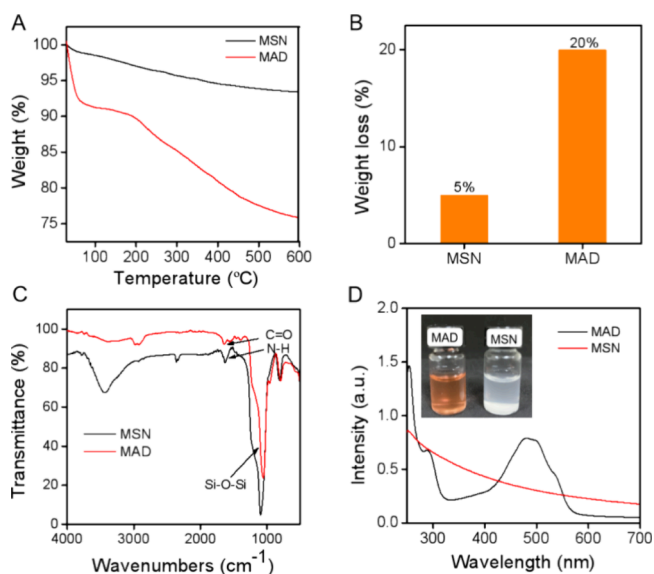 A
MSN
MAD
100
95
90
85
80
75
Weight (%)
100 200 300 400 500 600
Temperature (°C)
B
20%
5%
20
10
0
Weight loss (%)
MSN MAD
C
C=O
N-H
100
80
60
40
20
0
Transmittance (%)
MSN
MAD
Si-O-Si
4000 3000 2000 1000
Wavenumbers (cm-1)
D
MAD MSN
MAD
MSN
2.0
1.5
1.0
0.5
0.0
Intensity (a.u.)
300 400 500 600 700
Wavelength (nm)